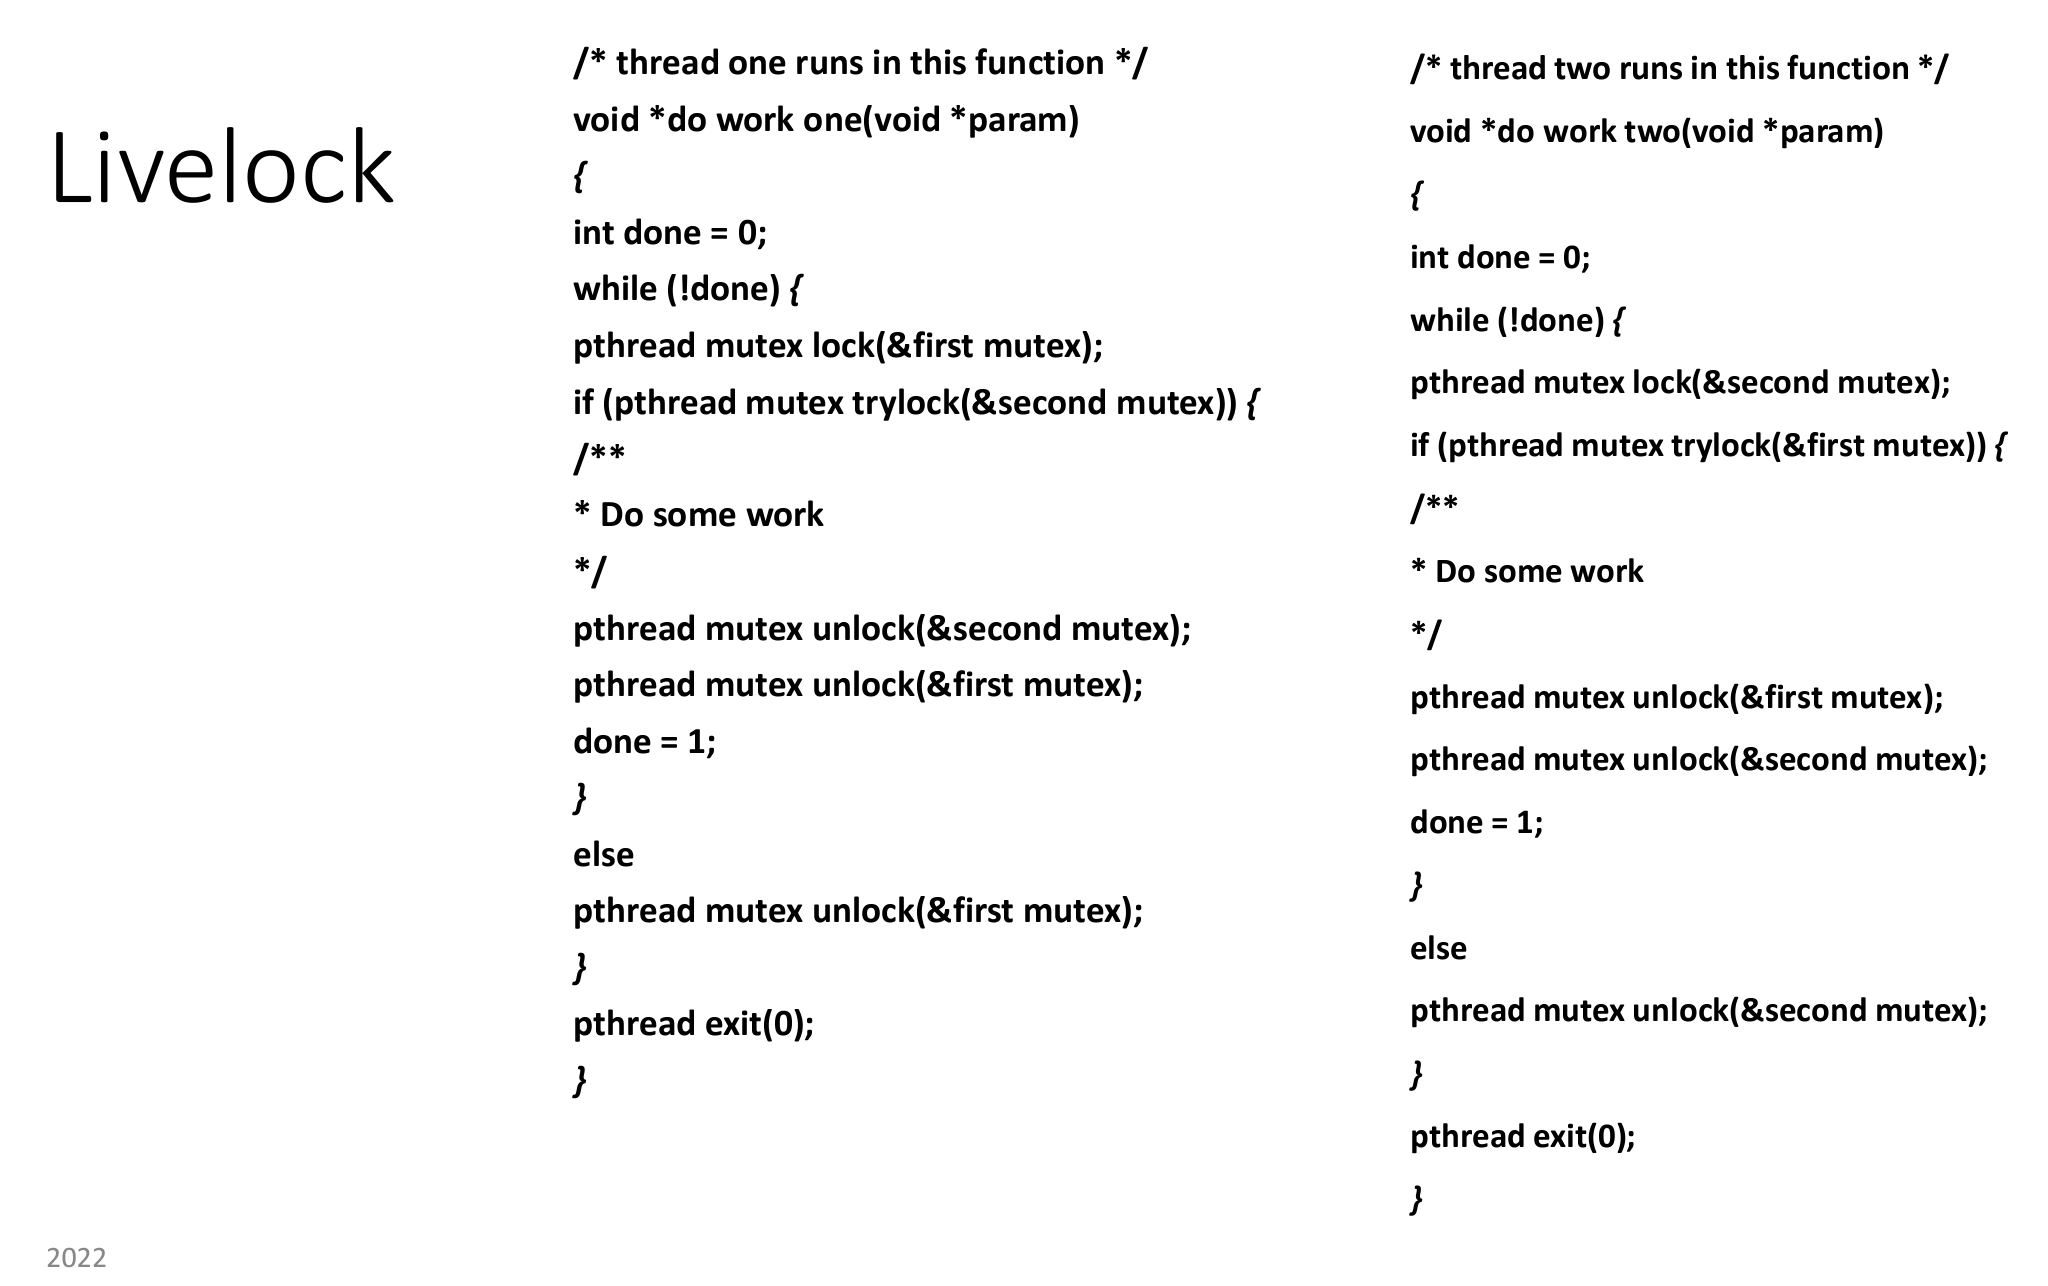 Livelock
/* thread one runs in this function */
void *do work one(void *param)
{
int done = 0;
while (!done) {
pthread mutex lock(&first mutex);
if (pthread mutex trylock(&second mutex)) {
/**
* Do some work
*/
pthread mutex unlock(&second mutex);
pthread mutex unlock(&first mutex);
done = 1;
}
else
pthread mutex unlock(&first mutex);
}
pthread exit(0);
}
/* thread two runs in this function */
void *do work two(void *param)
{
int done = 0;
while (!done) {
pthread mutex lock(&second mutex);
if (pthread mutex trylock(&first mutex)) {
/**
* Do some work
*/
pthread mutex unlock(&first mutex);
pthread mutex unlock(&second mutex);
done = 1;
}
else
pthread mutex unlock(&second mutex);
}
pthread exit(0);
}
2022